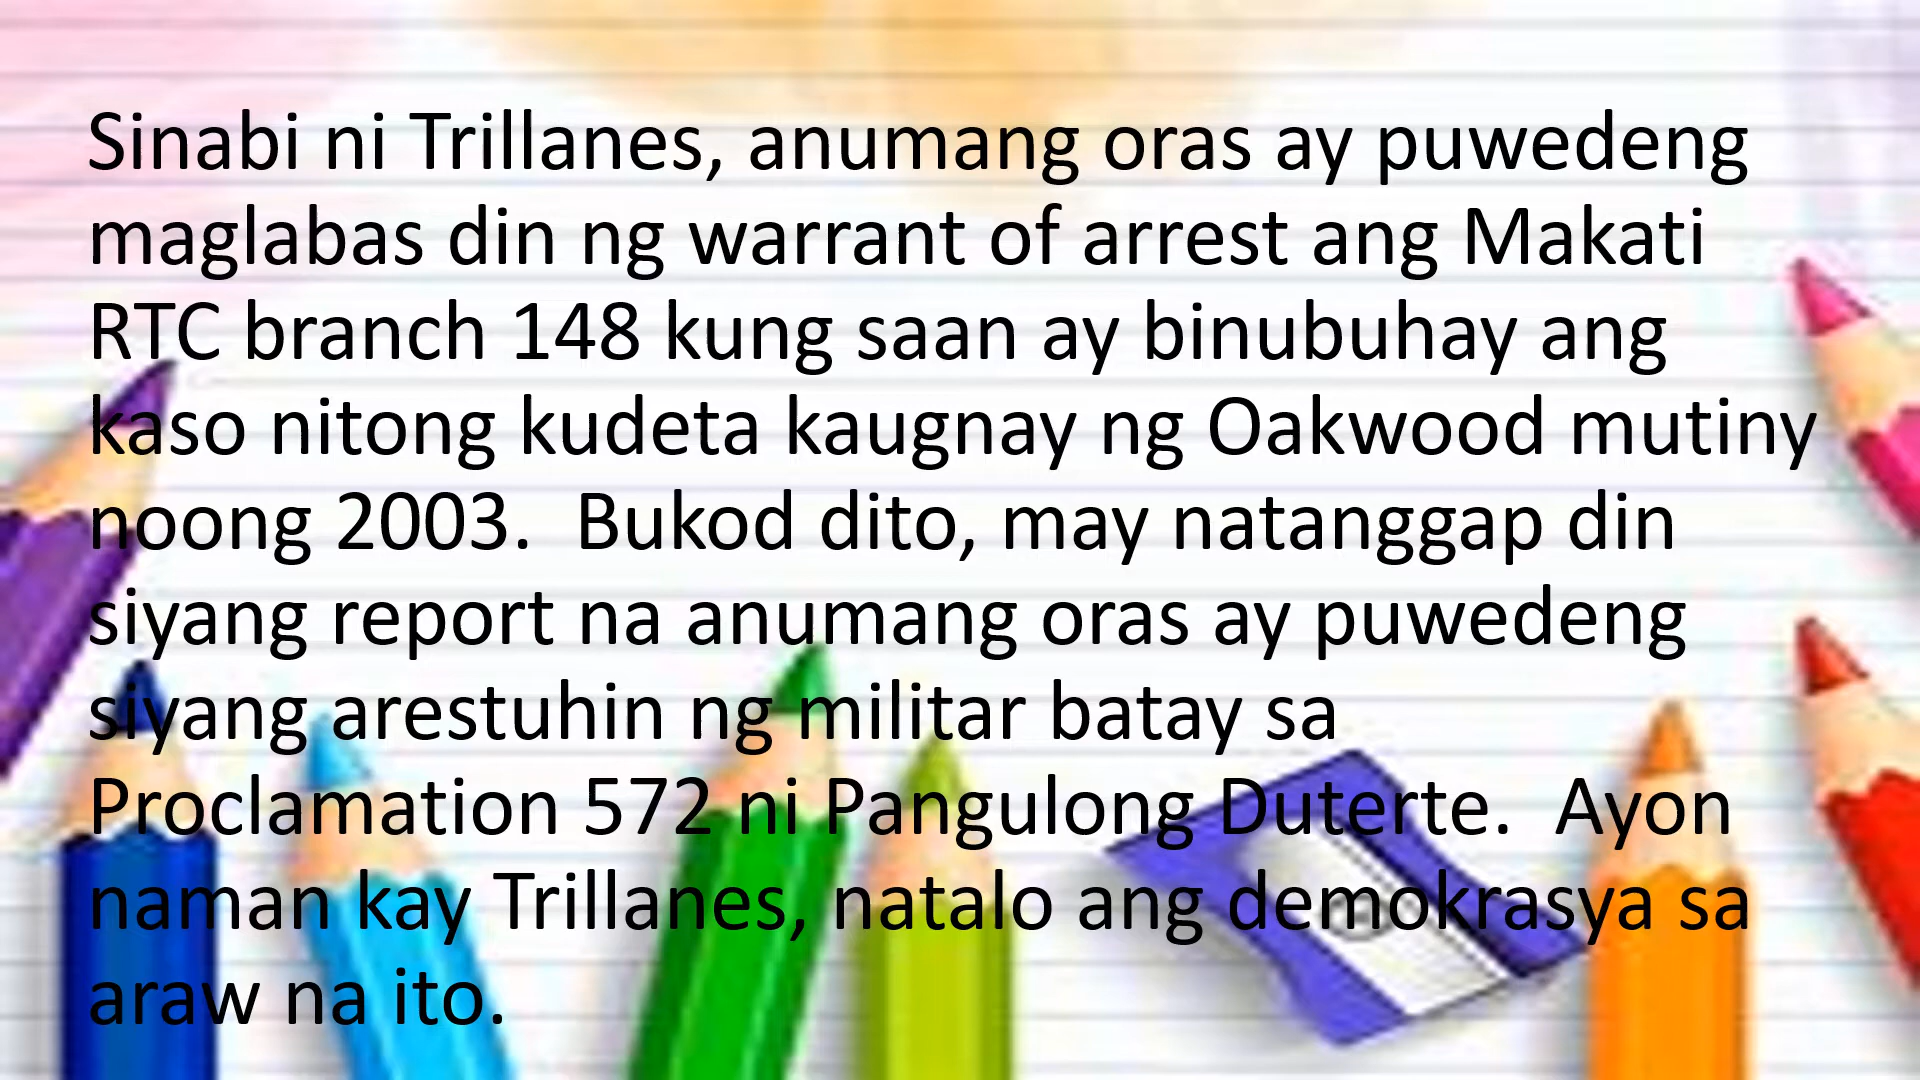 Sinabi ni Trillanes, anumang oras ay puwedeng
maglabas din ng warrant of arrest ang Makati
RTC branch 148 kung saan ay binubuhay ang
kaso nitong kudeta kaugnay ng Oakwood mutiny
noong 2003.  Bukod dito, may natanggap din
siyang report na anumang oras ay puwedeng
siyang arestuhin ng militar batay sa
Proclamation 572 ni Pangulong Duterte.  Ayon
naman kay Trillanes, natalo ang demokrasya sa
araw na ito.